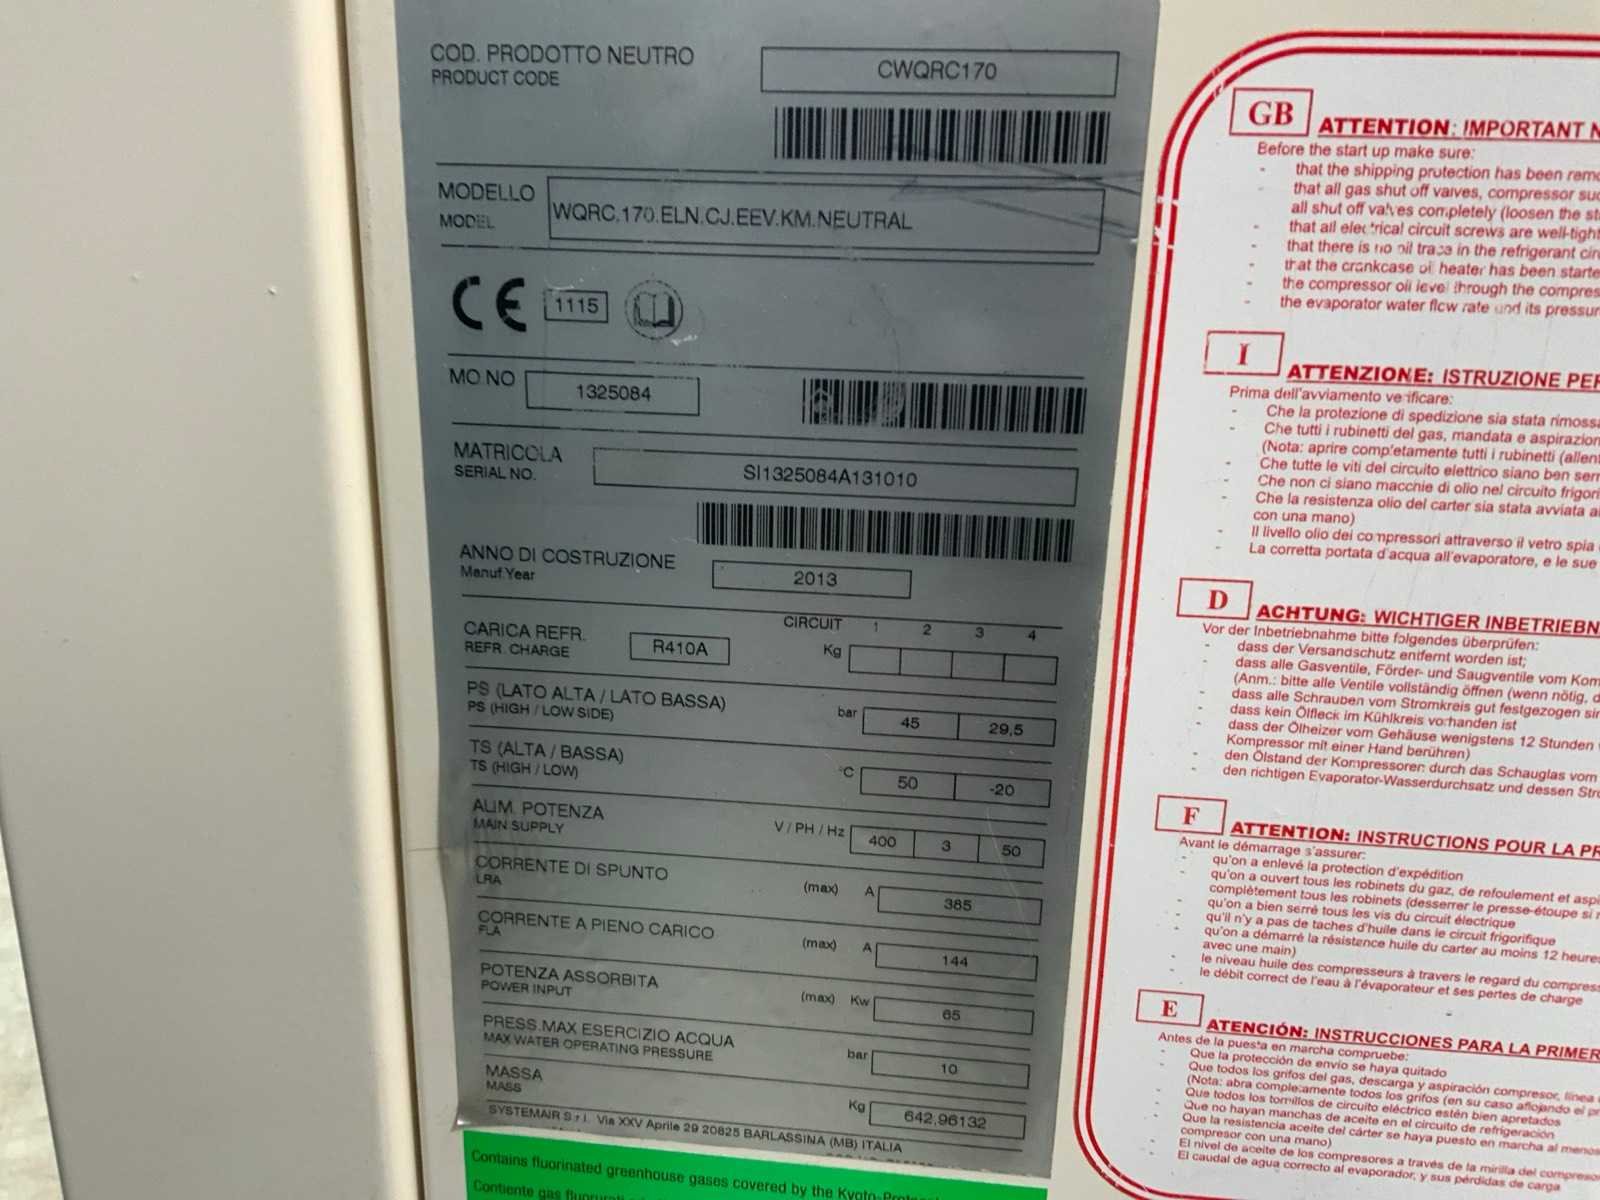 COD. PRODOTTO NEUTRO
PRODUCT CODE
CWQRC170
MODELLO
MODEL
WQRC.170.ELN.CJ.EEV.KM.NEUTRAL
CE
1115
MO NO
1325084
MATRICOLA
SERIAL NO.
SI1325084A131010
ANNO DI COSTRUZIONE
Manuf.Year
2013
CIRCUIT 1 2 3 4
CARICA REFR.
REFR. CHARGE
R410A
Kg
PS (LATO ALTA / LATO BASSA)
PS (HIGH / LOW SIDE)
bar 45 29,5
TS (ALTA / BASSA)
TS (HIGH / LOW)
°C 50 -20
ALIM. POTENZA
MAIN SUPPLY
V / PH / Hz 400 3 50
CORRENTE DI SPUNTO
LRA
(max) A 385
CORRENTE A PIENO CARICO
FLA
(max) A 144
POTENZA ASSORBITA
POWER INPUT
(max) Kw 65
PRESS.MAX ESERCIZIO ACQUA
MAX WATER OPERATING PRESSURE
bar 10
MASSA
MASS
Kg 642,96132
SYSTEMAIR S.r.l. Via XXV Aprile 29 20825 BARLASSINA (MB) ITALIA
Contains fluorinated greenhouse gases covered by the
GB
ATTENTION: IMPORTANT
Before the start up make sure:
- that the shipping protection has been
- that all gas shut off valves, compressor
all shut off valves completely (loosen the
- that all electrical circuit screws are
- that there is no oil trace in the refrigerant
- that the crankcase oil heater has been
- the compressor oil level through the
- the evaporator water flow rate and its
I
ATTENZIONE: ISTRUZIONE
Prima dell'avviamento verificare:
- Che la protezione di spedizione sia stata
- Che tutti i rubinetti del gas, mandata e
(Nota: aprire completamente tutti i rubinetti
- Che tutte le viti del circuito elettrico siano ben
- Che non ci siano macchie di olio nel circuito
- Che la resistenza olio del carter sia stata avviata
con una mano)
- Il livello olio dei compressori attraverso il vetro spia
- La corretta portata d'acqua all'evaporatore, e le sue
D
ACHTUNG: WICHTIGER
Vor der Inbetriebnahme bitte folgendes überprüfen:
- dass der Versandschutz entfernt worden ist;
- dass alle Gasventile, Förder- und Saugventile vom
(Anm.: bitte alle Ventile vollständig öffnen (wenn nötig,
- dass alle Schrauben vom Stromkreis gut festgezogen
- dass kein Ölfleck im Kühlkreis vorhanden ist
- dass der Ölheizer vom Gehäuse wenigstens 12 Stunden
Kompressor mit einer Hand berühren)
- den Ölstand der Kompressoren durch das Schauglas vom
- den richtigen Evaporator-Wasserdurchsatz und dessen
F
ATTENTION: INSTRUCTIONS POUR LA
Avant le démarrage s'assurer:
- qu'on a enlevé la protection d'expédition
- qu'on a ouvert tous les robinets du gaz, de refoulement et
complètement tous les robinets (desserrer le presse-étoupe si
- qu'on a bien serré tous les vis du circuit électrique
- qu'il n'y a pas de taches d'huile dans le circuit frigorifique
- qu'on a démarré la résistence huile du carter au moins 12
avec une main)
- le niveau huile des compresseurs à travers le regard du
- le débit correct de l'eau à l'évaporateur et ses pertes de charge
E
ATENCIÓN: INSTRUCCIONES PARA LA
Antes de la puesta en marcha compruebe:
- Que la protección de envío se haya quitado
- Que todos los grifos del gas, descarga y aspiración compresor, línea
(Nota: abra completamente todos los grifos (en su caso aflojando el
- Que todos los tornillos de circuito eléctrico estén bien apretados
- Que no hayan manchas de aceite en el circuito de refrigeración
- Que la resistencia aceite del cárter se haya puesto en marcha al
compresor con una mano)
- El nivel de aceite de los compresores a través de la mirilla del
- El caudal de agua correcto al evaporador, y sus pérdidas de carga